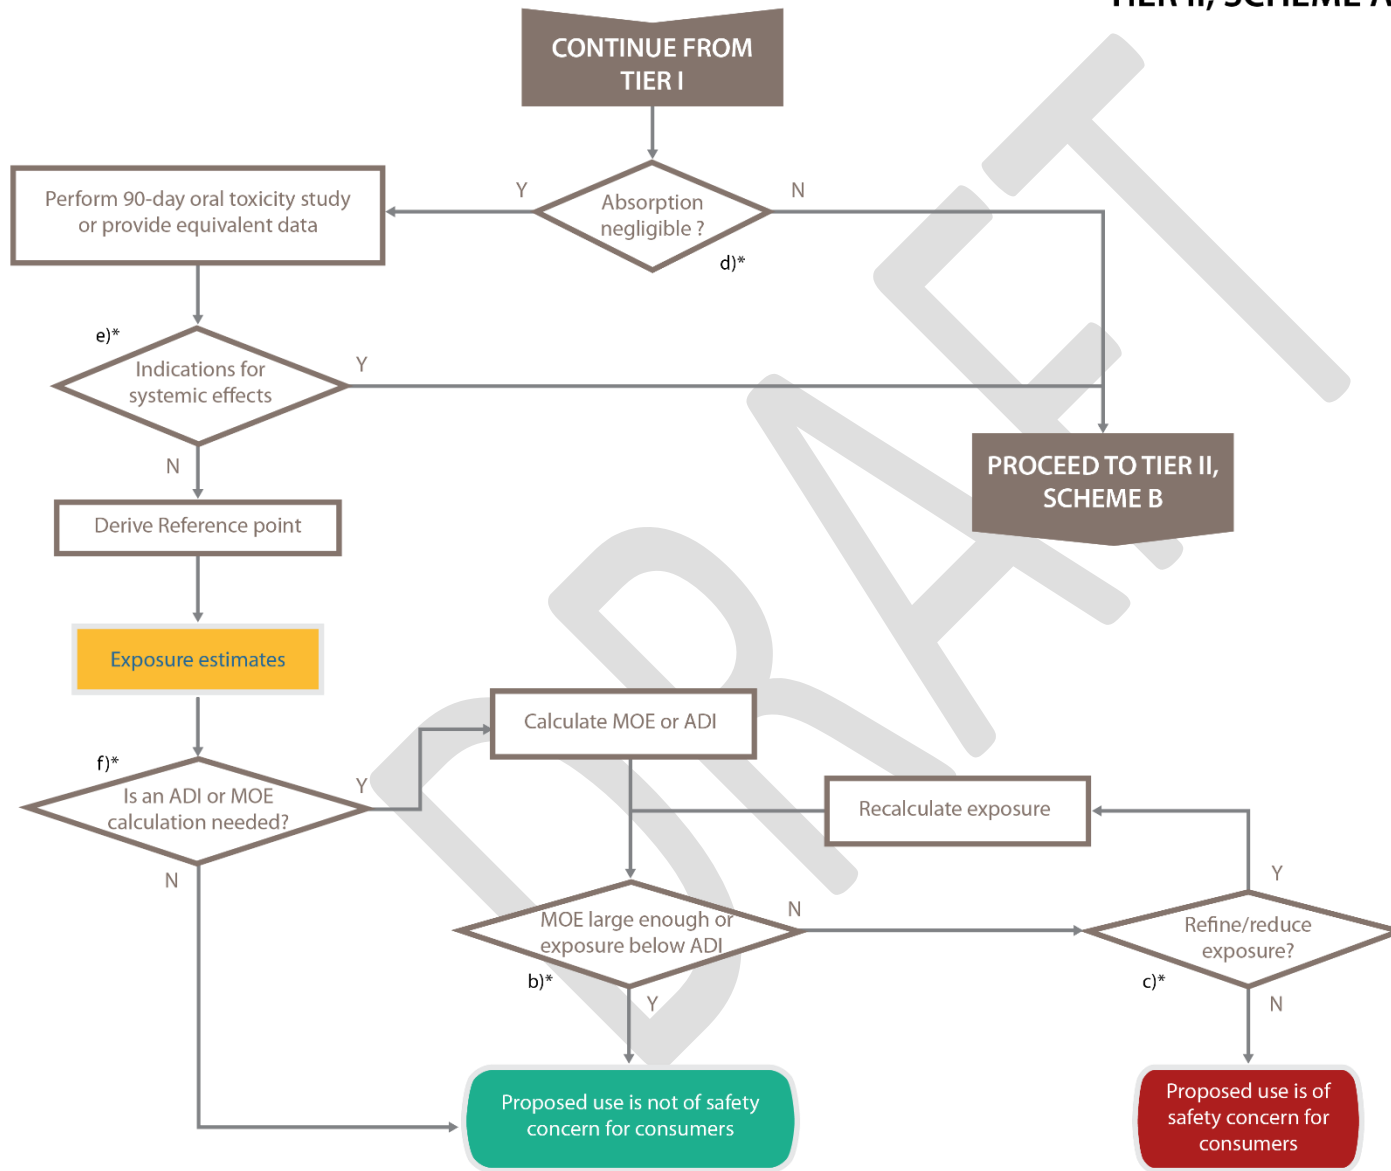 TIER II, SCHEME A
CONTINUE FROM
TIER I
Perform 90-day oral toxicity study
or provide equivalent data
Y
Absorption
negligible ?
N
d)*
e)*
Indications for
systemic effects
Y
N
PROCEED TO TIER II,
SCHEME B
Derive Reference point
Exposure estimates
Calculate MOE or ADI
f)*
Is an ADI or MOE
calculation needed?
Y
N
Recalculate exposure
MOE large enough or
exposure below ADI
N
b)*
Y
Y
Refine/reduce
exposure?
c)*
N
Proposed use is not of safety
concern for consumers
Proposed use is of
safety concern for
consumers
DRAFT